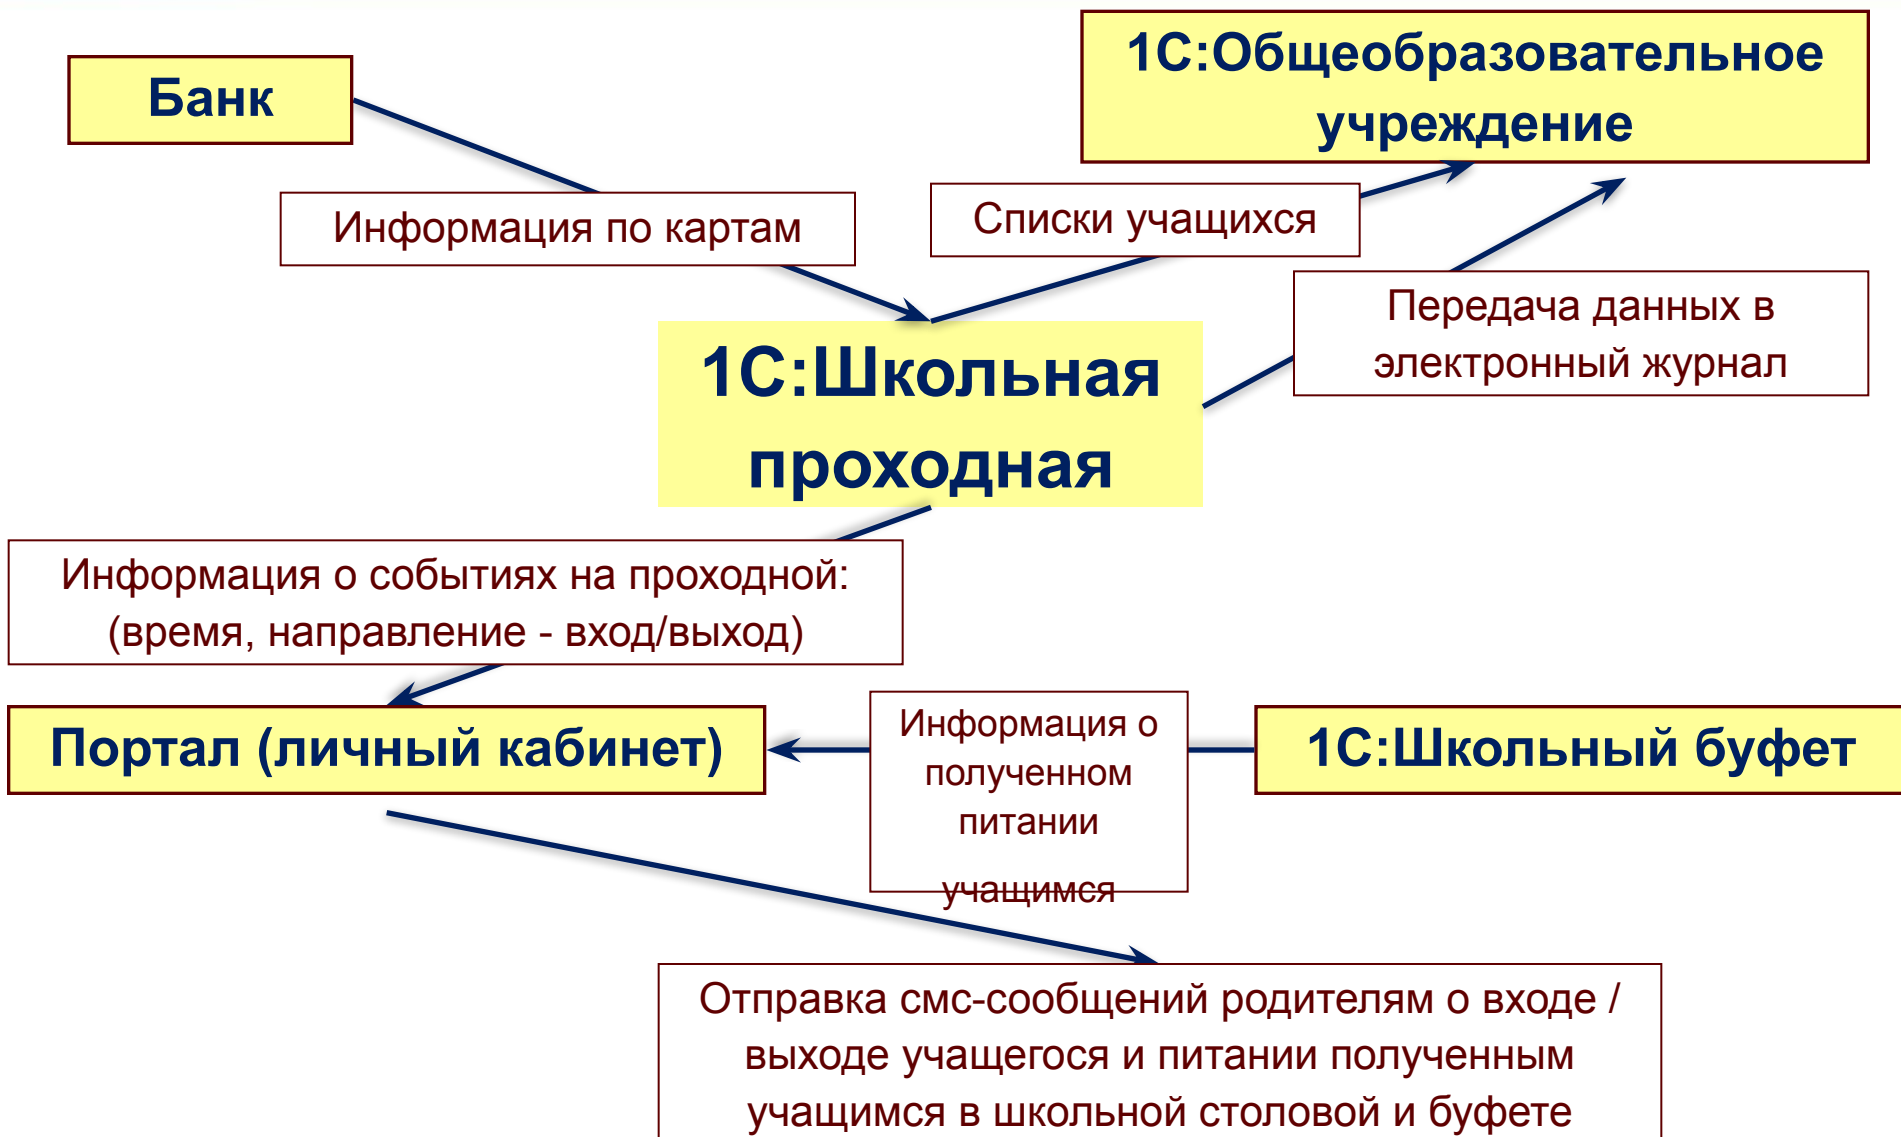 Банк
1С:Общеобразовательное
учреждение
Информация по картам
Списки учащихся
Передача данных в
электронный журнал
1С:Школьная
проходная
Информация о событиях на проходной:
(время, направление - вход/выход)
Портал (личный кабинет)
Информация о
полученном
питании
учащимся
1С:Школьный буфет
Отправка смс-сообщений родителям о входе /
выходе учащегося и питании полученным
учащимся в школьной столовой и буфете